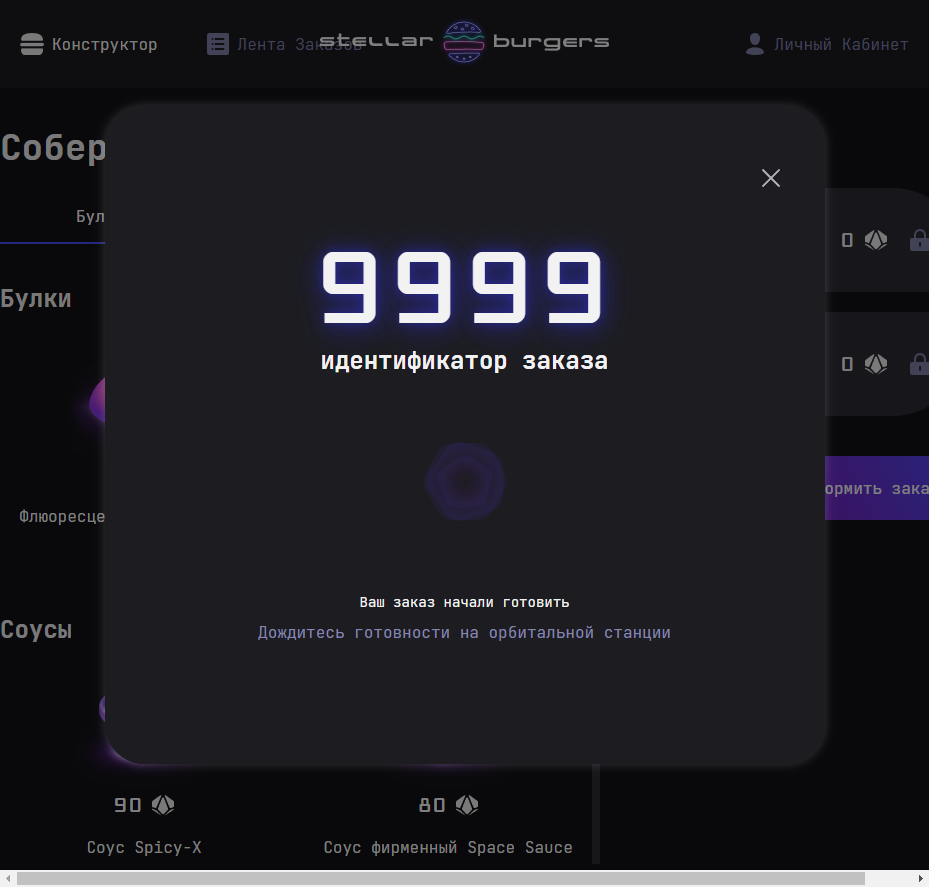 Конструктор
Лента Заказов
stellar burgers
Личный Кабинет
Собер
Бул
Булки
0
0
9999
идентификатор заказа
Флюоресце
ормить зака
Ваш заказ начали готовить
Дождитесь готовности на орбитальной станции
Соусы
90
80
Соус Spicy-X
Соус фирменный Space Sauce